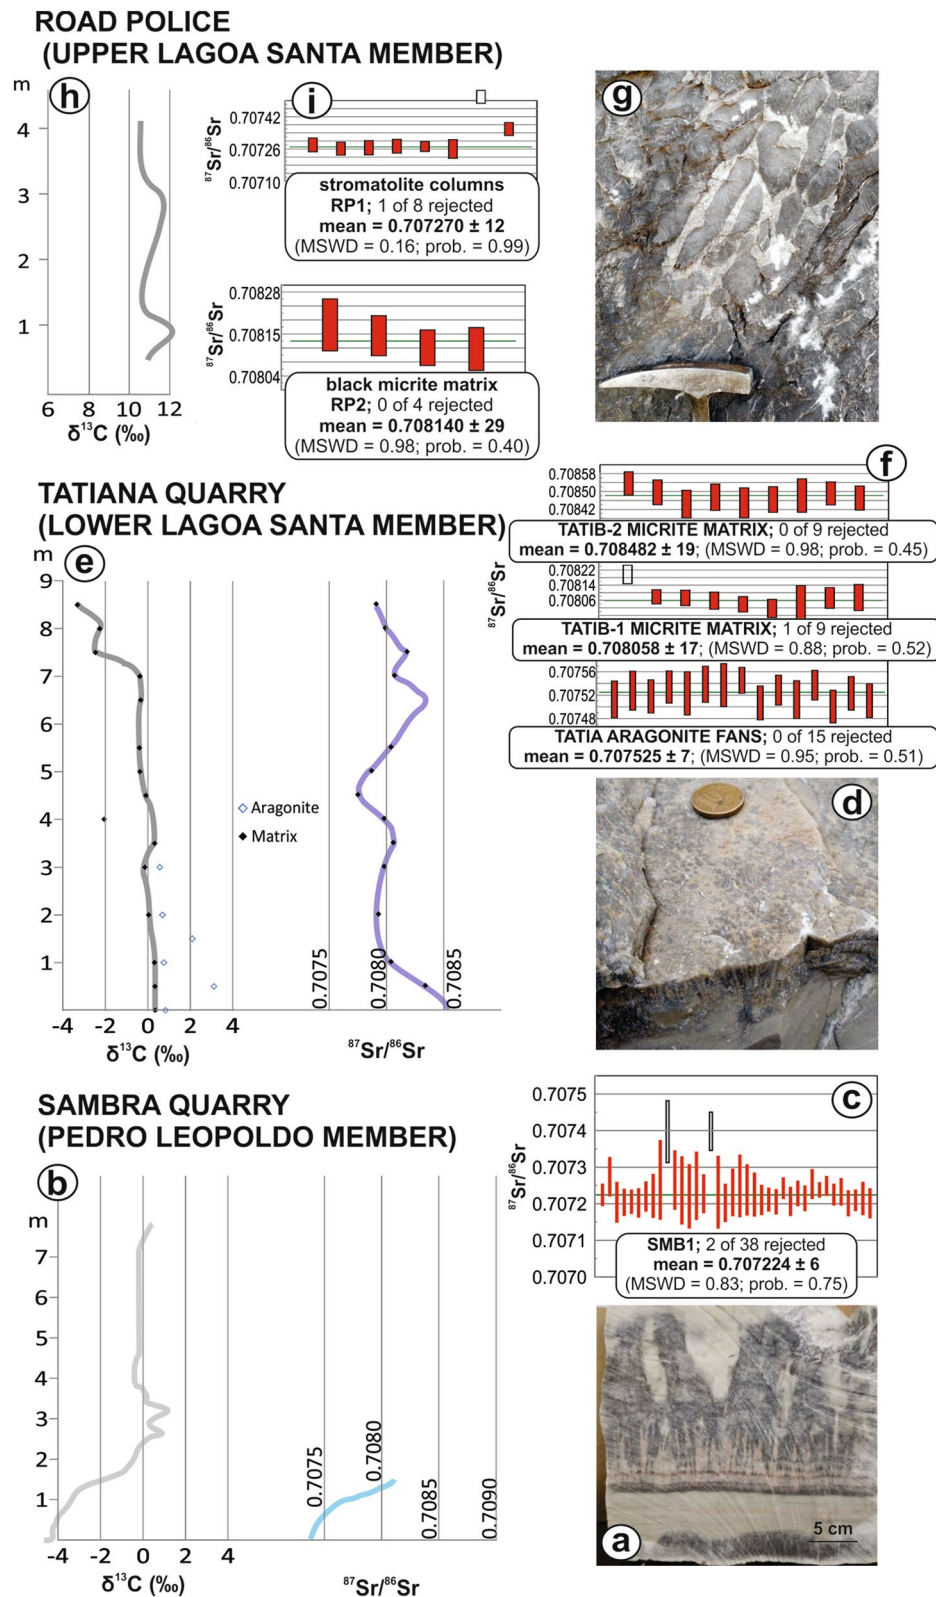 ROAD POLICE
(UPPER LAGOA SANTA MEMBER)
m
h
4
3
2
1
6 8 10 12
δ¹³C (‰)
i
⁸⁷Sr/⁸⁶Sr
0.70742
0.70726
0.70710
stromatolite columns
RP1; 1 of 8 rejected
mean = 0.707270 ± 12
(MSWD = 0.16; prob. = 0.99)
⁸⁷Sr/⁸⁶Sr
0.70828
0.70815
0.70804
black micrite matrix
RP2; 0 of 4 rejected
mean = 0.708140 ± 29
(MSWD = 0.98; prob. = 0.40)
g
TATIANA QUARRY
(LOWER LAGOA SANTA MEMBER)
m
e
9
8
7
6
5
4
3
2
1
-4 -2 0 2 4
δ¹³C (‰)
Aragonite
Matrix
0.7075
0.7080
0.7085
⁸⁷Sr/⁸⁶Sr
f
⁸⁷Sr/⁸⁶Sr
0.70858
0.70850
0.70842
TATIB-2 MICRITE MATRIX; 0 of 9 rejected
mean = 0.708482 ± 19; (MSWD = 0.98; prob. = 0.45)
0.70822
0.70814
0.70806
TATIB-1 MICRITE MATRIX; 1 of 9 rejected
mean = 0.708058 ± 17; (MSWD = 0.88; prob. = 0.52)
0.70756
0.70752
0.70748
TATIA ARAGONITE FANS; 0 of 15 rejected
mean = 0.707525 ± 7; (MSWD = 0.95; prob. = 0.51)
d
SAMBRA QUARRY
(PEDRO LEOPOLDO MEMBER)
b
m
7
6
5
4
3
2
1
-4 -2 0 2 4
δ¹³C (‰)
0.7075
0.7080
0.7085
0.7090
⁸⁷Sr/⁸⁶Sr
c
⁸⁷Sr/⁸⁶Sr
0.7075
0.7074
0.7073
0.7072
0.7071
0.7070
SMB1; 2 of 38 rejected
mean = 0.707224 ± 6
(MSWD = 0.83; prob. = 0.75)
5 cm
a